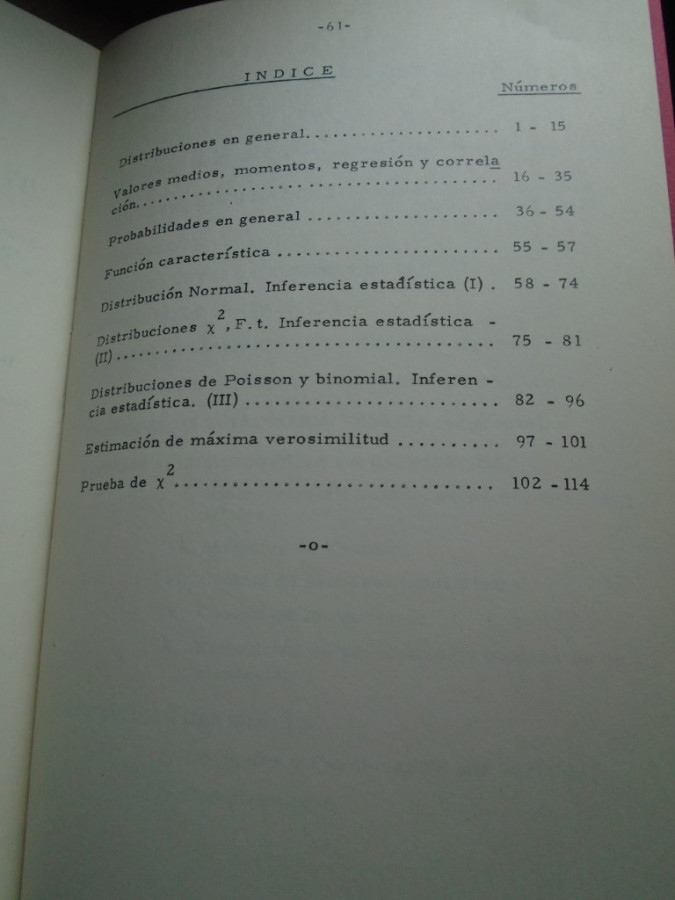 -61-
INDICE
Números
Distribuciones en general........................ 1 - 15
Valores medios, momentos, regresión y correla
ción............................................. 16 - 35
Probabilidades en general ........................ 36 - 54
Función característica ............................ 55 - 57
Distribución Normal. Inferencia estadística (I) . 58 - 74
Distribuciones χ², F. t. Inferencia estadística -
(II)............................................. 75 - 81
Distribuciones de Poisson y binomial. Inferen -
cia estadística. (III) .......................... 82 - 96
Estimación de máxima verosimilitud .......... 97 - 101
Prueba de χ² ................................ 102 - 114
-o-